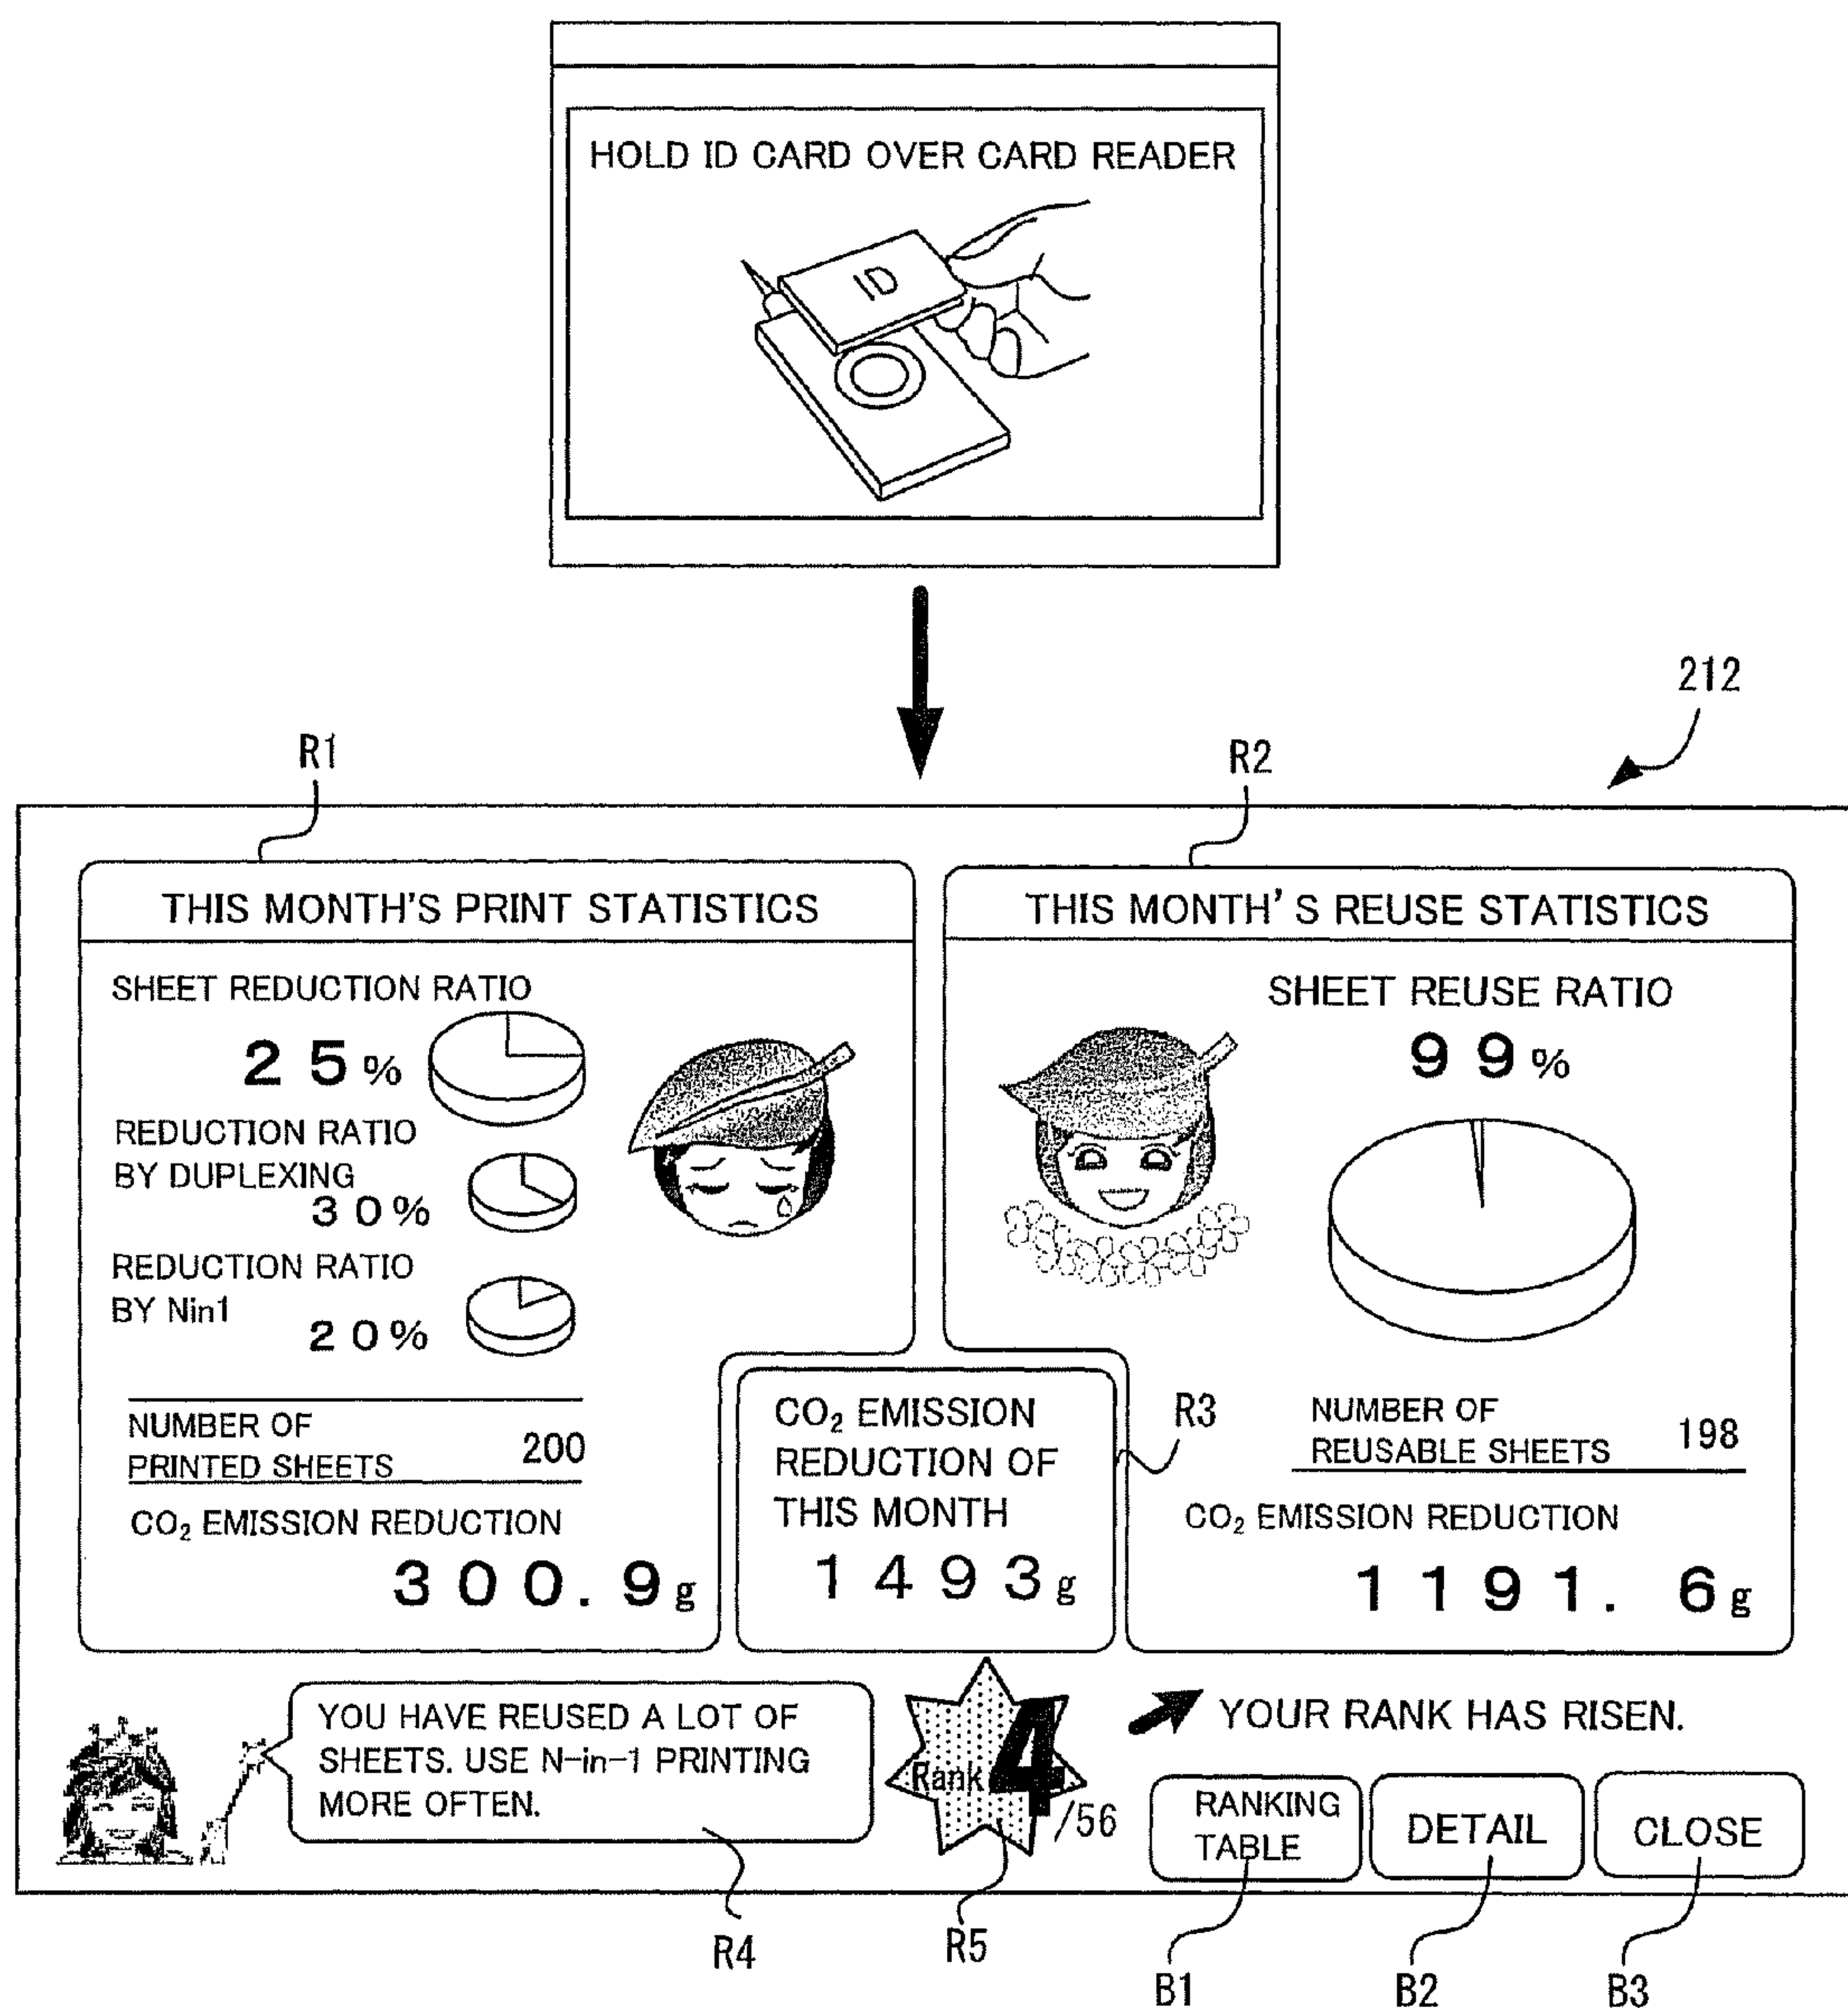 HOLD ID CARD OVER CARD READER
ID
212
R1
R2
THIS MONTH'S PRINT STATISTICS
SHEET REDUCTION RATIO
25%
REDUCTION RATIO
BY DUPLEXING
30%
REDUCTION RATIO
BY Nin1
20%
NUMBER OF
PRINTED SHEETS 200
CO₂ EMISSION REDUCTION
300.9g
THIS MONTH'S REUSE STATISTICS
SHEET REUSE RATIO
99%
NUMBER OF
REUSABLE SHEETS 198
CO₂ EMISSION REDUCTION
1191.6g
CO₂ EMISSION
REDUCTION OF
THIS MONTH
1493g
R3
YOU HAVE REUSED A LOT OF
SHEETS. USE N-in-1 PRINTING
MORE OFTEN.
Rank 4/56
YOUR RANK HAS RISEN.
RANKING
TABLE
DETAIL
CLOSE
R4
R5
B1
B2
B3